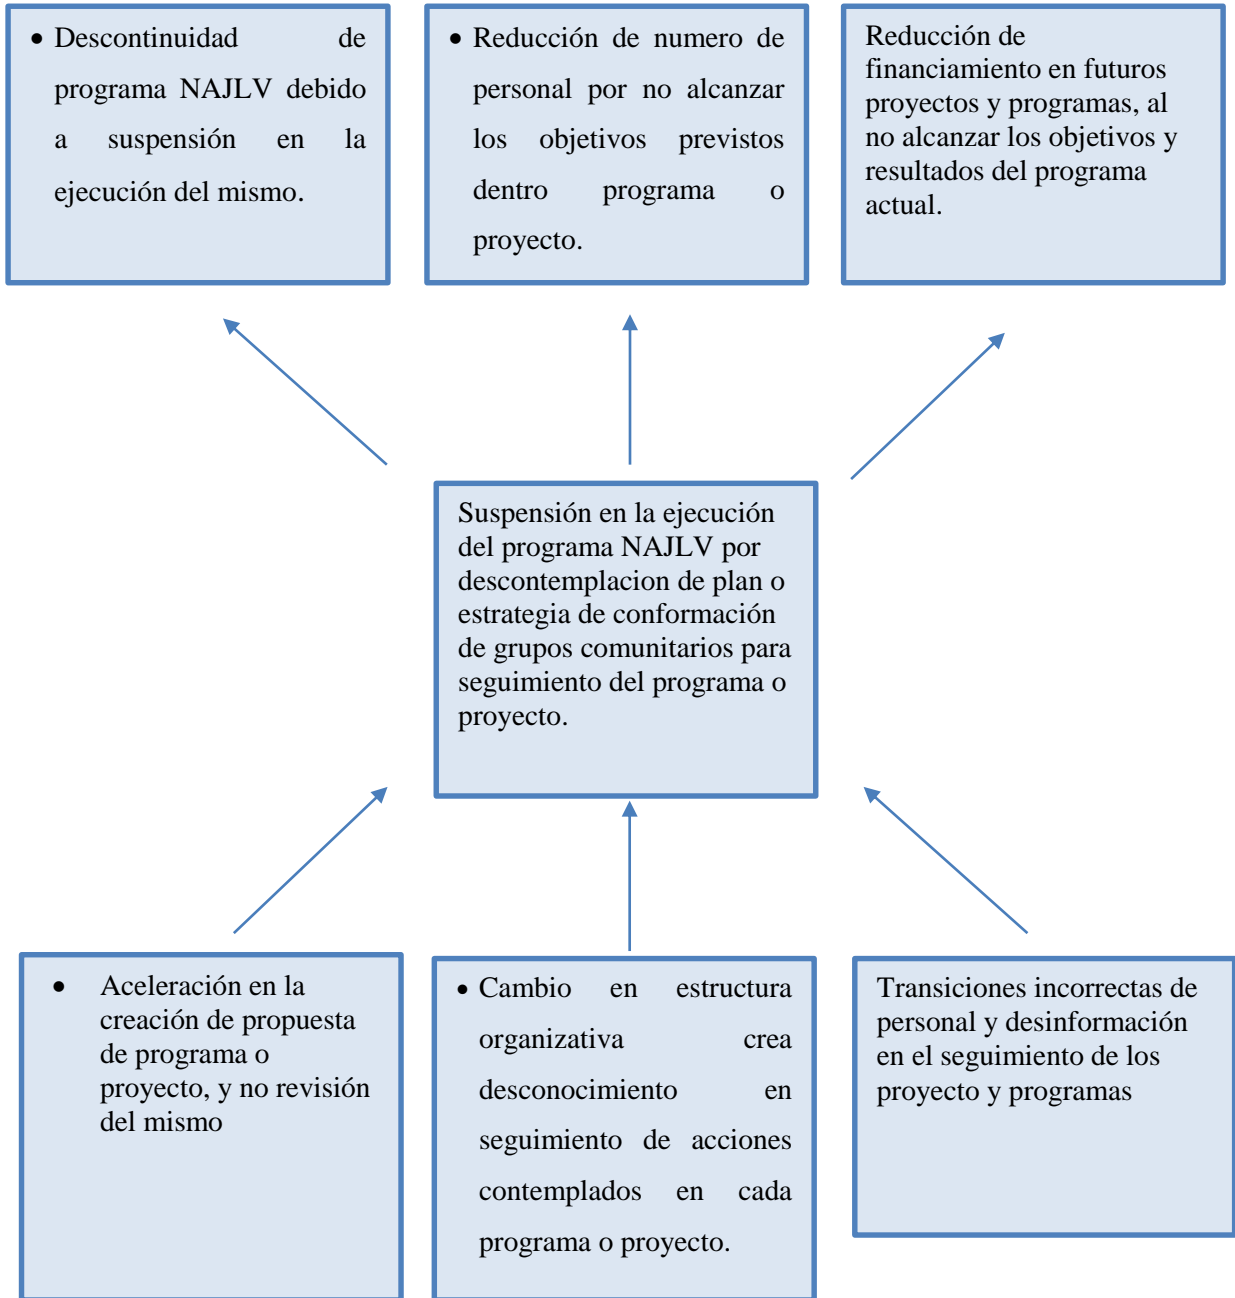 • Descontinuidad de
programa NAJLV debido
a suspensión en la
ejecución del mismo.
• Reducción de numero de
personal por no alcanzar
los objetivos previstos
dentro programa o
proyecto.
Reducción de
financiamiento en futuros
proyectos y programas, al
no alcanzar los objetivos y
resultados del programa
actual.
Suspensión en la ejecución
del programa NAJLV por
descontemplacion de plan o
estrategia de conformación
de grupos comunitarios para
seguimiento del programa o
proyecto.
• Aceleración en la
creación de propuesta
de programa o
proyecto, y no revisión
del mismo
• Cambio en estructura
organizativa crea
desconocimiento en
seguimiento de acciones
contemplados en cada
programa o proyecto.
Transiciones incorrectas de
personal y desinformación
en el seguimiento de los
proyecto y programas